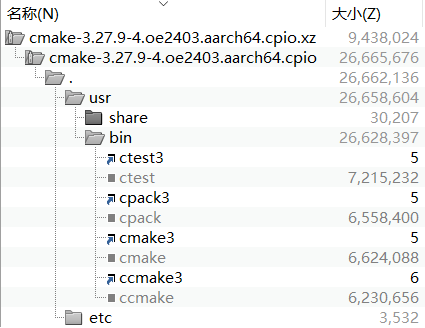 名称(N) 大小(Z)
cmake-3.27.9-4.oe2403.aarch64.cpio.xz 9,438,024
cmake-3.27.9-4.oe2403.aarch64.cpio 26,665,676
. 26,662,136
usr 26,658,604
share 30,207
bin 26,628,397
ctest3 5
ctest 7,215,232
cpack3 5
cpack 6,558,400
cmake3 5
cmake 6,624,088
ccmake3 6
ccmake 6,230,656
etc 3,532